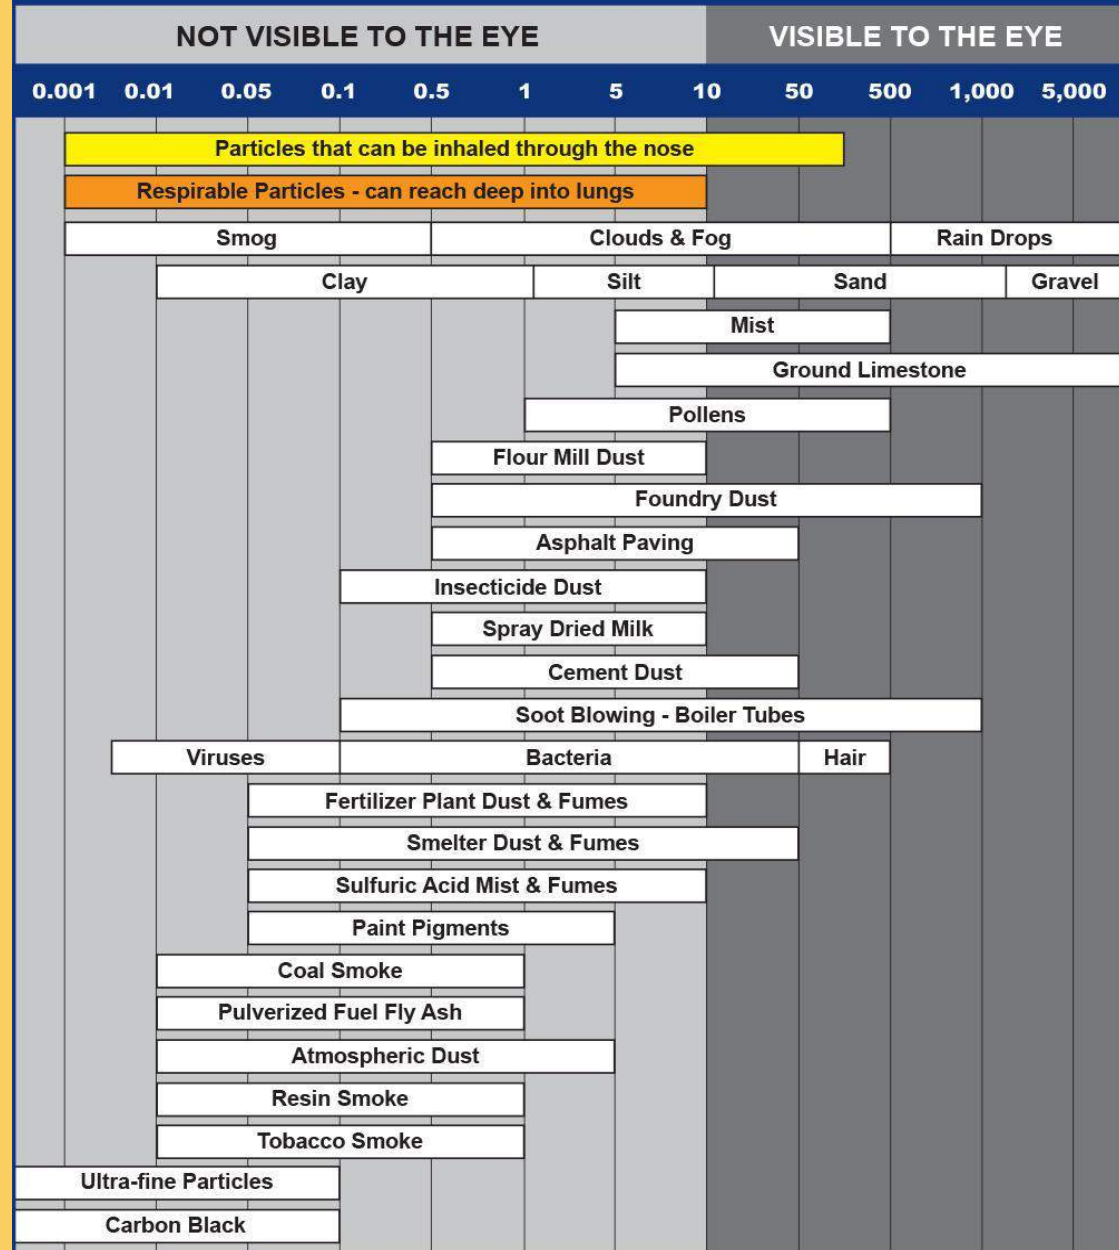 NOT VISIBLE TO THE EYE VISIBLE TO THE EYE
0.001 0.01 0.05 0.1 0.5 1 5 10 50 500 1,000 5,000
Particles that can be inhaled through the nose
Respirable Particles - can reach deep into lungs
Smog Clouds & Fog Rain Drops
Clay Silt Sand Gravel
Mist
Ground Limestone
Pollens
Flour Mill Dust
Foundry Dust
Asphalt Paving
Insecticide Dust
Spray Dried Milk
Cement Dust
Soot Blowing - Boiler Tubes
Viruses Bacteria Hair
Fertilizer Plant Dust & Fumes
Smelter Dust & Fumes
Sulfuric Acid Mist & Fumes
Paint Pigments
Coal Smoke
Pulverized Fuel Fly Ash
Atmospheric Dust
Resin Smoke
Tobacco Smoke
Ultra-fine Particles
Carbon Black